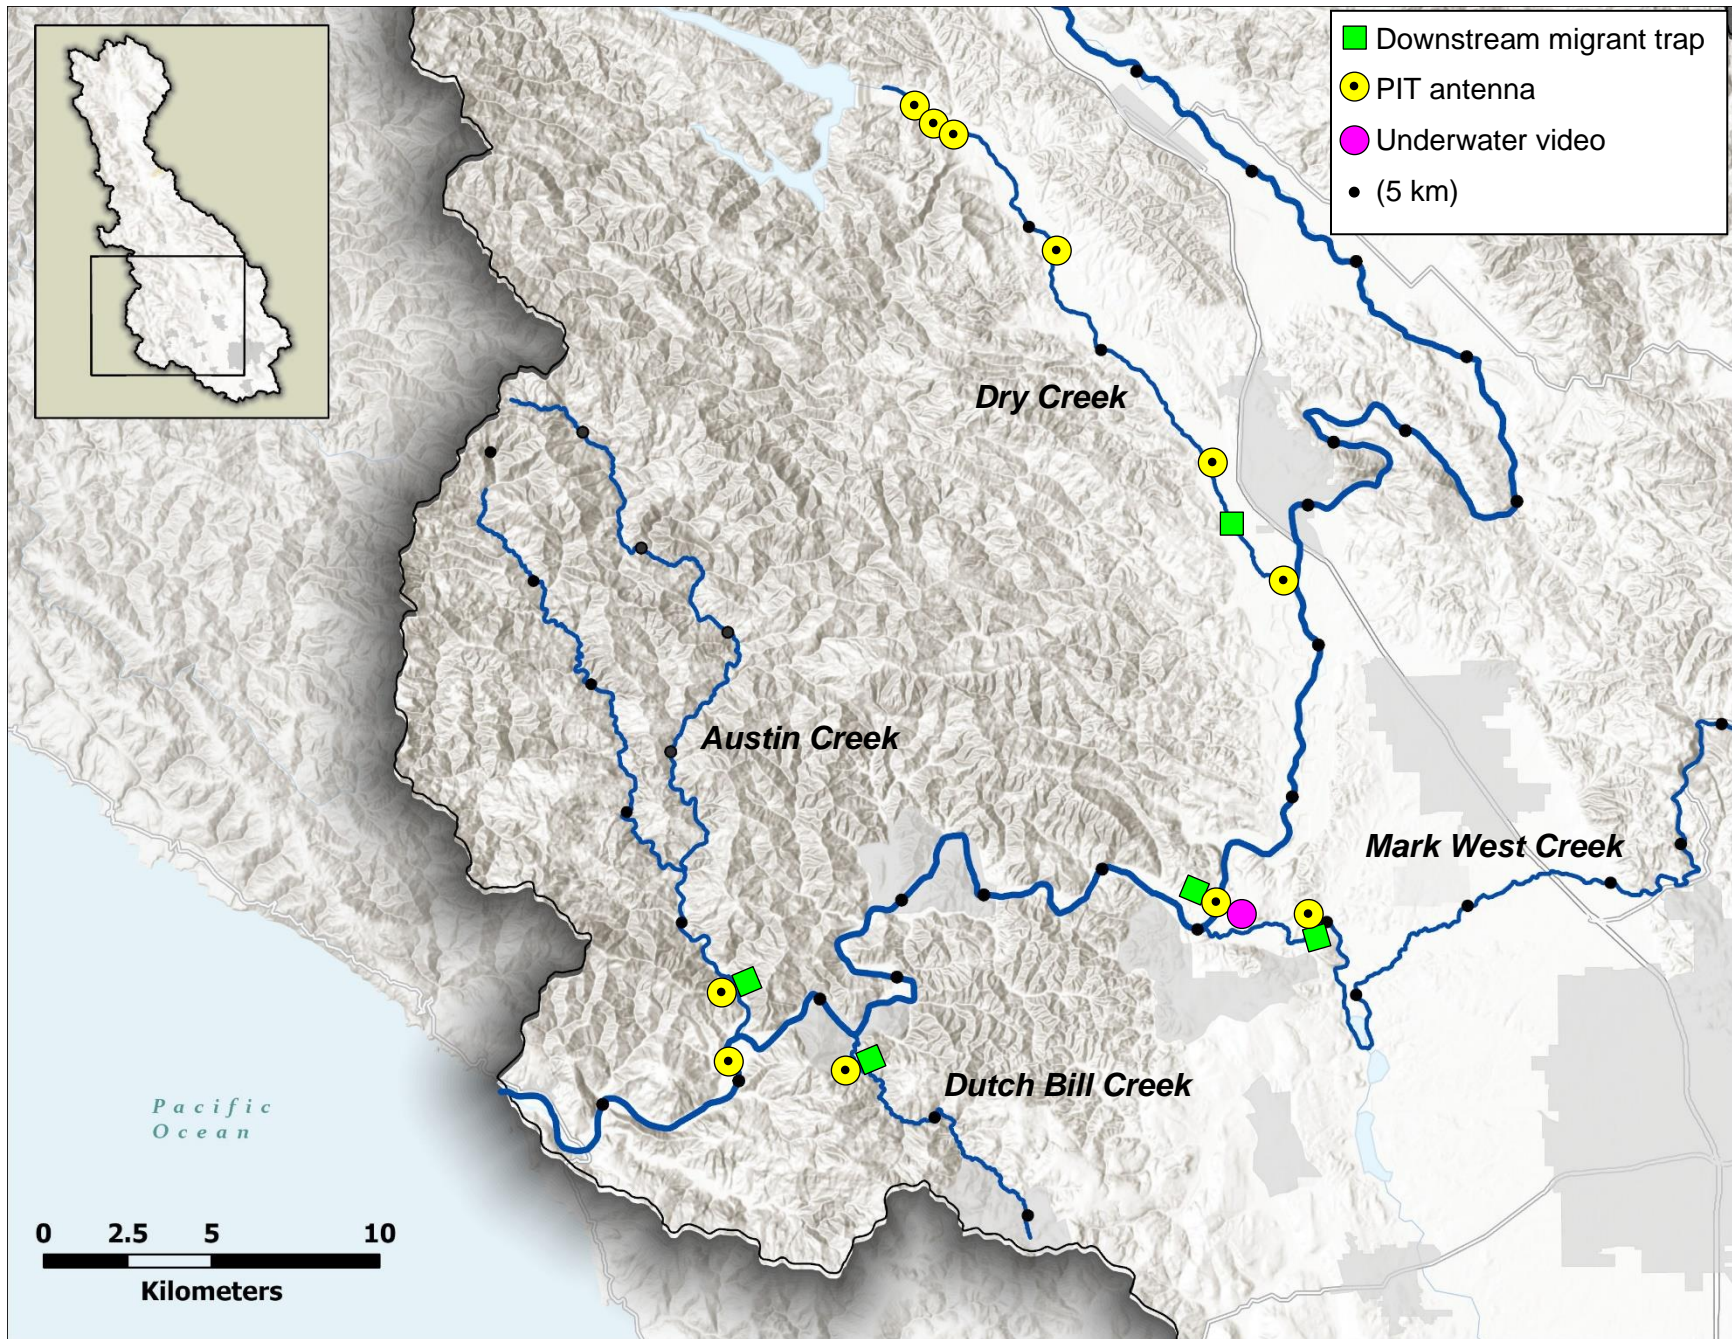 Downstream migrant trap
PIT antenna
Underwater video
(5 km)
Dry Creek
Austin Creek
Mark West Creek
Dutch Bill Creek
Pacific
Ocean
0 2.5 5 10
Kilometers